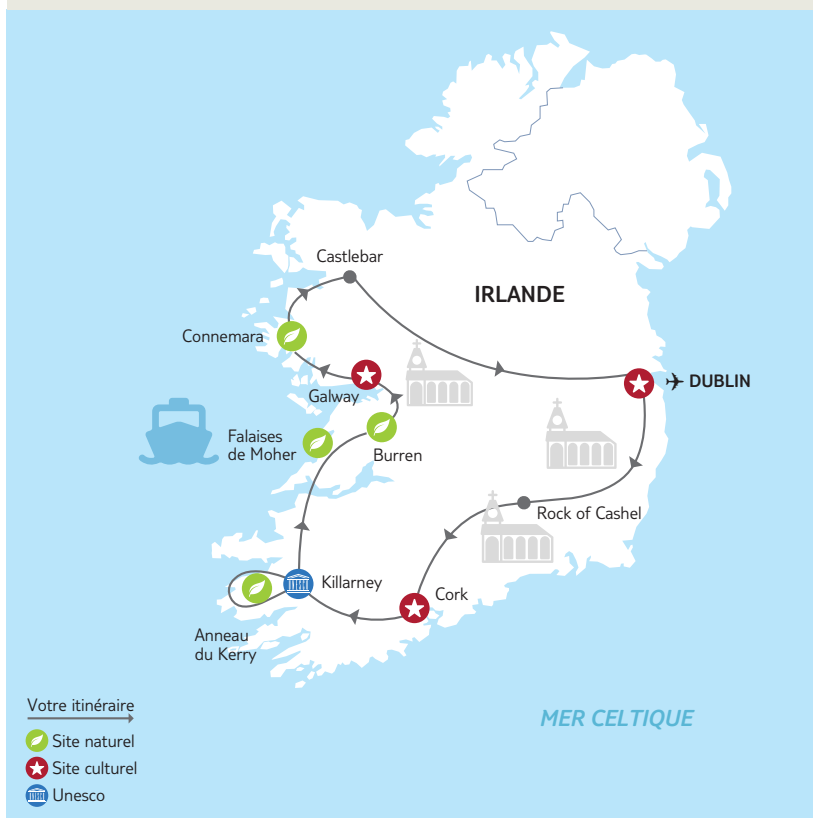 Castlebar
IRLANDE
Connemara
Galway
DUBLIN
Falaises
de Moher
Burren
Rock of Cashel
Killarney
Cork
Anneau
du Kerry
MER CELTIQUE
Votre itinéraire
Site naturel
Site culturel
Unesco